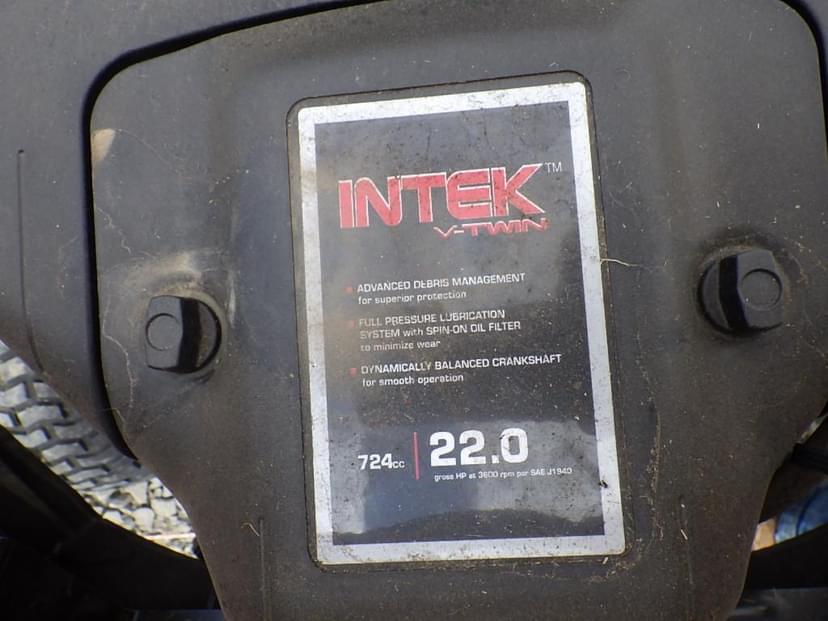 INTEK™
V-TWIN
ADVANCED DEBRIS MANAGEMENT
for superior protection
FULL PRESSURE LUBRICATION
SYSTEM with SPIN-ON OIL FILTER
to minimize wear
DYNAMICALLY BALANCED CRANKSHAFT
for smooth operation
724cc 22.0
gross HP at 3600 rpm per SAE J1940